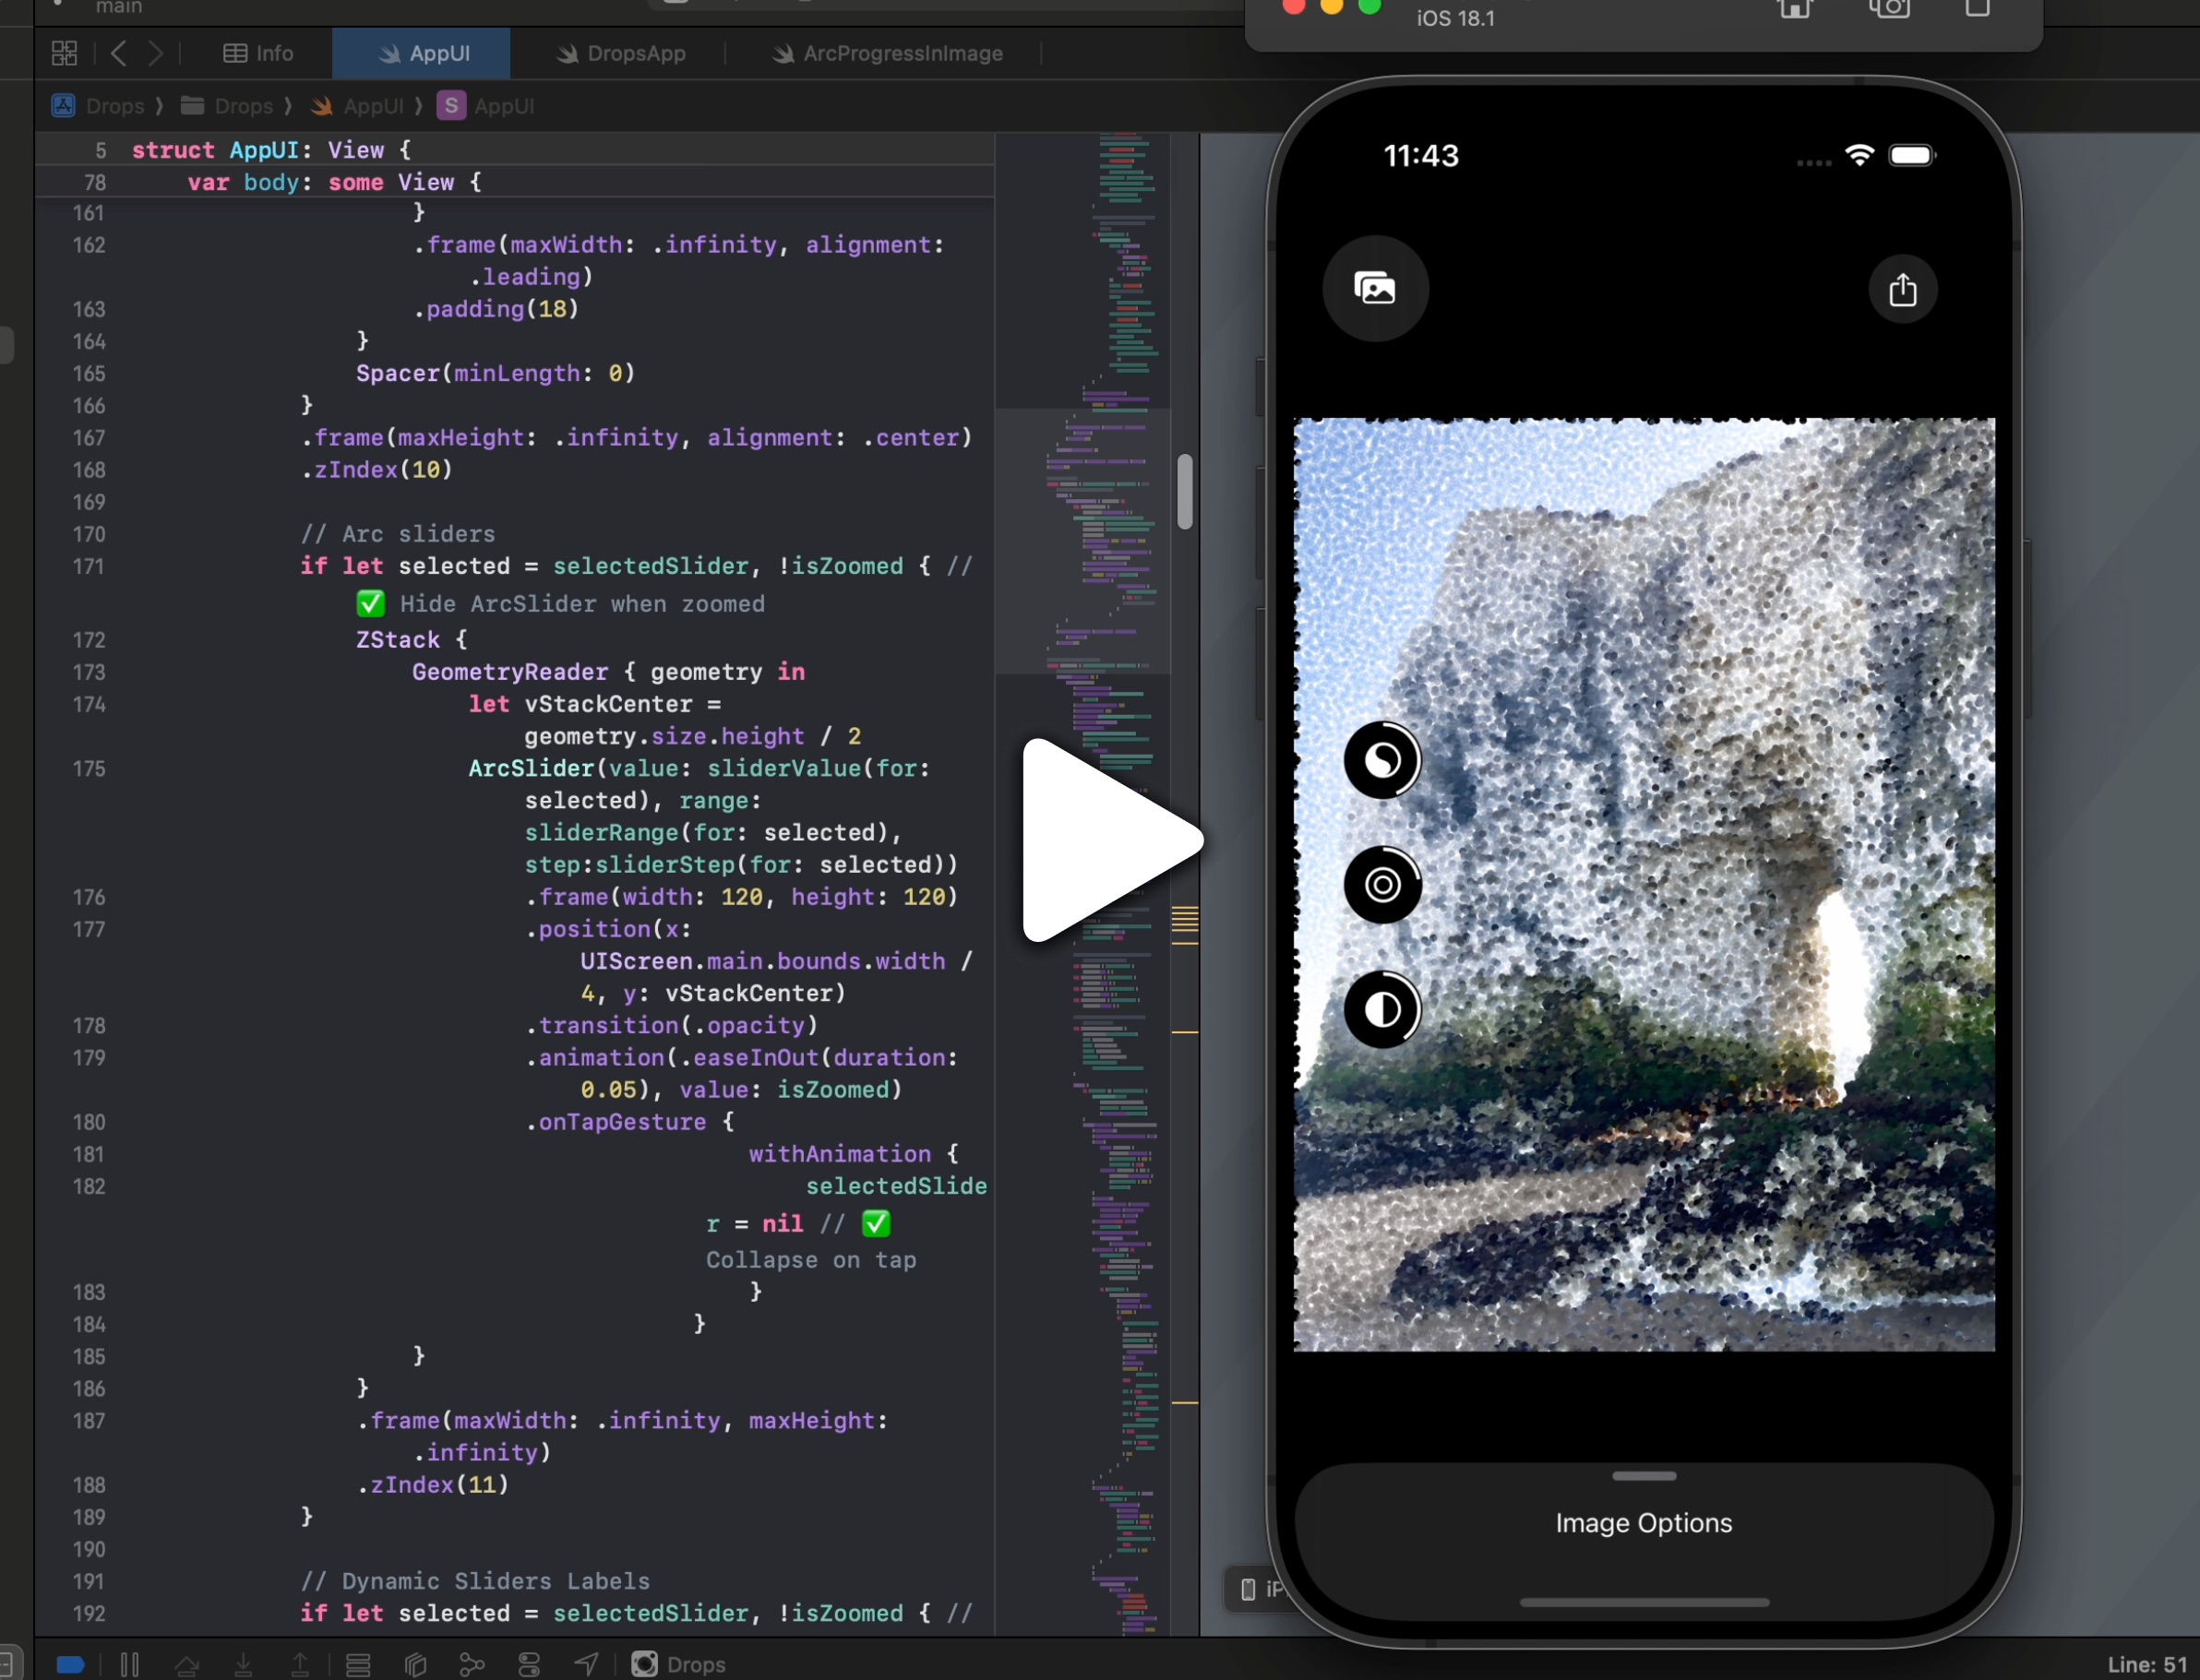 main
iOS 18.1
Info
AppUI
DropsApp
ArcProgressInImage
Drops
Drops
AppUI
S AppUI
5 struct AppUI: View {
78 var body: some View {
161 }
162 .frame(maxWidth: .infinity, alignment:
.leading)
163 .padding(18)
164 }
165 Spacer(minLength: 0)
166 }
167 .frame(maxHeight: .infinity, alignment: .center)
168 .zIndex(10)
169
170 // Arc sliders
171 if let selected = selectedSlider, !isZoomed { //
✅ Hide ArcSlider when zoomed
172 ZStack {
173 GeometryReader { geometry in
174 let vStackCenter =
geometry.size.height / 2
175 ArcSlider(value: sliderValue(for:
selected), range:
sliderRange(for: selected),
step:sliderStep(for: selected))
176 .frame(width: 120, height: 120)
177 .position(x:
UIScreen.main.bounds.width /
4, y: vStackCenter)
178 .transition(.opacity)
179 .animation(.easeInOut(duration:
0.05), value: isZoomed)
180 .onTapGesture {
181 withAnimation {
182 selectedSlide
r = nil // ✅
Collapse on tap
183 }
184 }
185 }
186 }
187 .frame(maxWidth: .infinity, maxHeight:
.infinity)
188 .zIndex(11)
189 }
190
191 // Dynamic Sliders Labels
192 if let selected = selectedSlider, !isZoomed { //
11:43
Image Options
iP
Drops
Line: 51